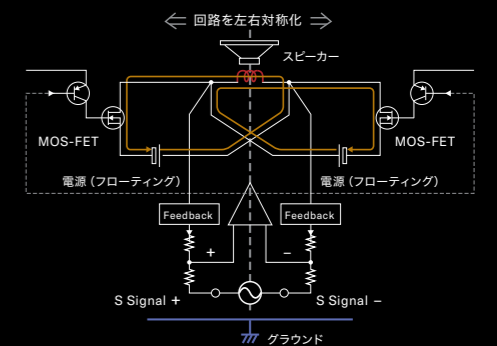 回路を左右対称化
スピーカー
MOS-FET
MOS-FET
電源（フローティング）
電源（フローティング）
Feedback
Feedback
+
−
S Signal +
S Signal −
グラウンド